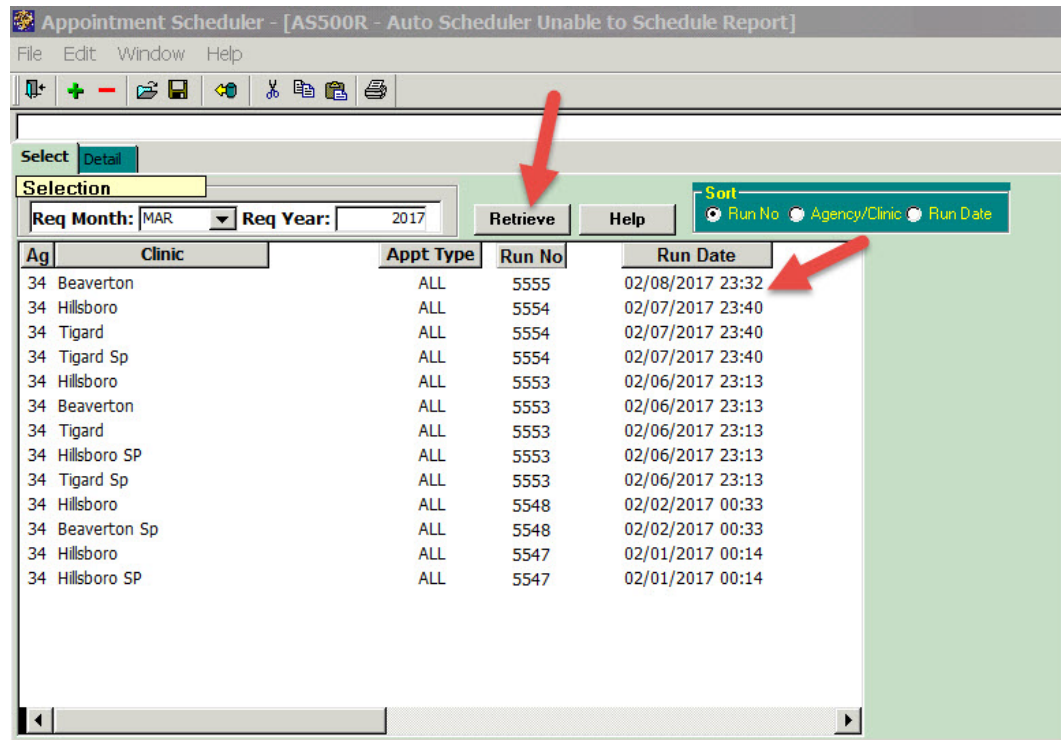 Appointment Scheduler - [AS500R - Auto Scheduler Unable to Schedule Report]
File Edit Window Help
Select Detail
Selection
Req Month: MAR Req Year: 2017 Retrieve Help
Sort
Run No Agency/Clinic Run Date
Ag Clinic Appt Type Run No Run Date
34 Beaverton ALL 5555 02/08/2017 23:32
34 Hillsboro ALL 5554 02/07/2017 23:40
34 Tigard ALL 5554 02/07/2017 23:40
34 Tigard Sp ALL 5554 02/07/2017 23:40
34 Hillsboro ALL 5553 02/06/2017 23:13
34 Beaverton ALL 5553 02/06/2017 23:13
34 Tigard ALL 5553 02/06/2017 23:13
34 Hillsboro SP ALL 5553 02/06/2017 23:13
34 Tigard Sp ALL 5553 02/06/2017 23:13
34 Hillsboro ALL 5548 02/02/2017 00:33
34 Beaverton Sp ALL 5548 02/02/2017 00:33
34 Hillsboro ALL 5547 02/01/2017 00:14
34 Hillsboro SP ALL 5547 02/01/2017 00:14